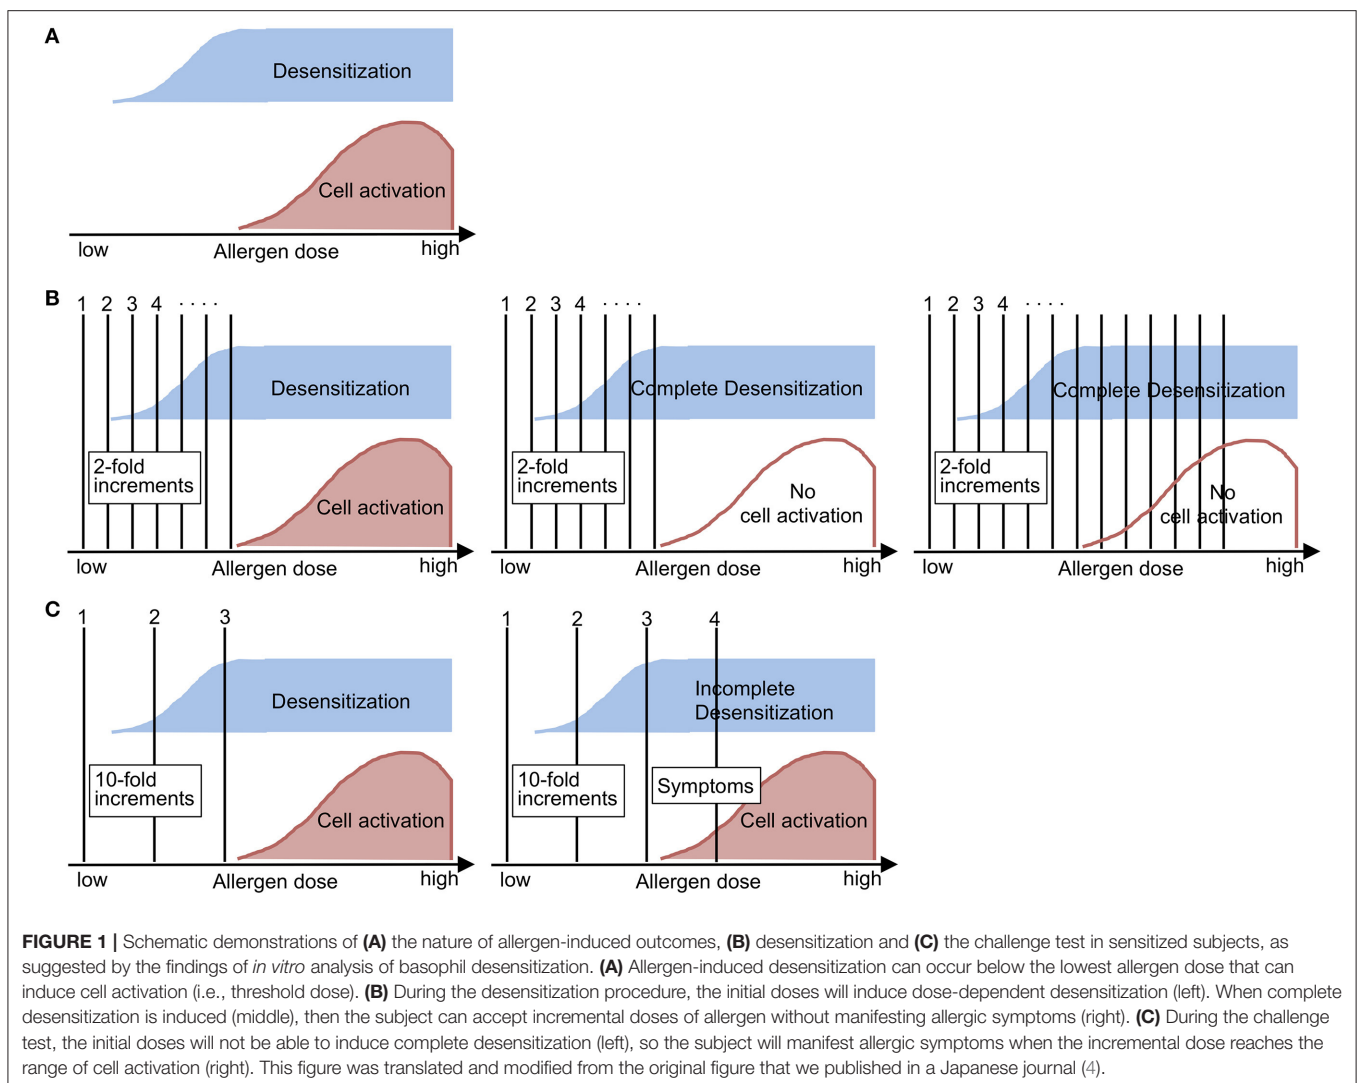 A
Desensitization
Cell activation
low
Allergen dose
high
B
1 2 3 4 ....
Desensitization
2-fold
increments
Cell activation
low
Allergen dose
high
1 2 3 4 ....
Complete Desensitization
2-fold
increments
No
cell activation
low
Allergen dose
high
1 2 3 4 ....
Complete Desensitization
2-fold
increments
No
cell activation
low
Allergen dose
high
C
1 2 3
Desensitization
10-fold
increments
Cell activation
low
Allergen dose
high
1 2 3 4
Incomplete
Desensitization
10-fold
increments
Symptoms
Cell activation
low
Allergen dose
high
FIGURE 1 | Schematic demonstrations of (A) the nature of allergen-induced outcomes, (B) desensitization and (C) the challenge test in sensitized subjects, as
suggested by the findings of in vitro analysis of basophil desensitization. (A) Allergen-induced desensitization can occur below the lowest allergen dose that can
induce cell activation (i.e., threshold dose). (B) During the desensitization procedure, the initial doses will induce dose-dependent desensitization (left). When complete
desensitization is induced (middle), then the subject can accept incremental doses of allergen without manifesting allergic symptoms (right). (C) During the challenge
test, the initial doses will not be able to induce complete desensitization (left), so the subject will manifest allergic symptoms when the incremental dose reaches the
range of cell activation (right). This figure was translated and modified from the original figure that we published in a Japanese journal (4).